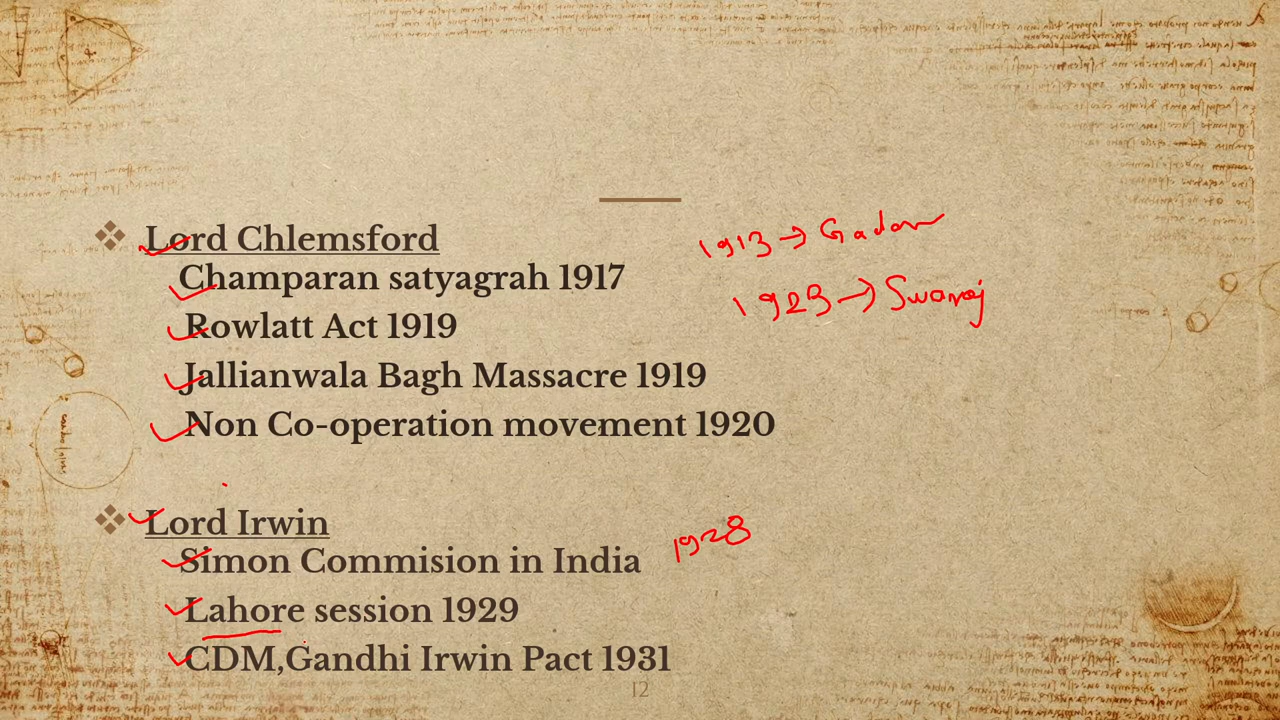 Lord Chlemsford
Champaran satyagrah 1917
1913 → Gadar
Rowlatt Act 1919
1923 → Swaraj
Jallianwala Bagh Massacre 1919
Non Co-operation movement 1920
Lord Irwin
Simon Commision in India 1928
Lahore session 1929
CDM,Gandhi Irwin Pact 1931
12